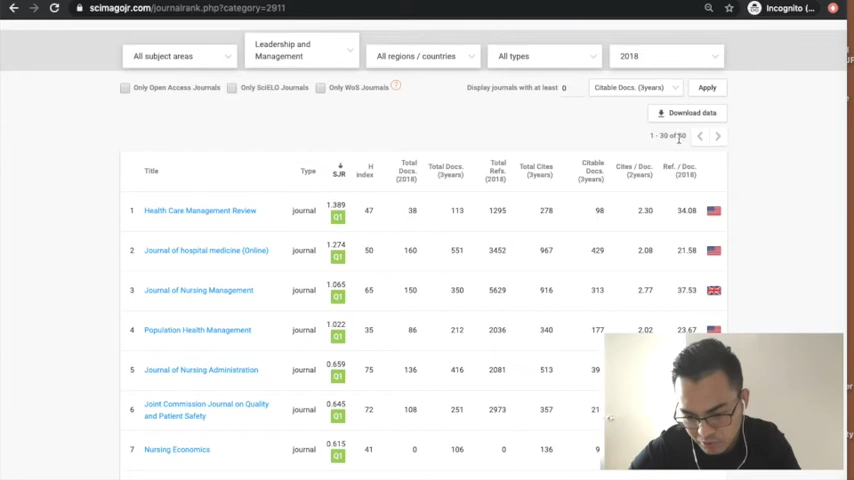 scimagojr.com/journalrank.php?category=2911
Incognito
All subject areas
Leadership and
Management
All regions / countries
All types
2018
Only Open Access Journals
Only SciELO Journals
Only WoS Journals
?
Display journals with at least 0
Citable Docs. (3years)
Apply
Download data
1 - 30 of
Title Type SJR H index Total Docs. (2018) Total Docs. (3years) Total Refs. (2018) Total Cites (3years) Citable Docs. (3years) Cites / Doc. (2years) Ref. / Doc. (2018)
1 Health Care Management Review journal 1.389 Q1 47 38 113 1295 278 98 2.30 34.08
2 Journal of hospital medicine (Online) journal 1.274 Q1 50 160 551 3452 967 429 2.08 21.58
3 Journal of Nursing Management journal 1.065 Q1 65 150 350 5629 916 313 2.77 37.53
4 Population Health Management journal 1.022 Q1 35 86 212 2036 340 177 2.02 23.67
5 Journal of Nursing Administration journal 0.659 Q1 75 136 416 2081 513 39
6 Joint Commission Journal on Quality and Patient Safety journal 0.645 Q1 72 108 251 2973 357 21
7 Nursing Economics journal 0.615 Q1 41 0 106 0 136 9